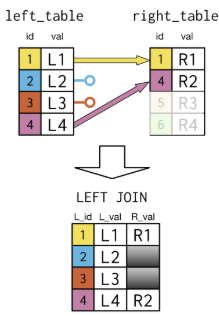 left_table right_table
id val id val
1 L1 1 R1
2 L2 4 R2
3 L3 5 R3
4 L4 6 R4
LEFT JOIN
L_id L_val R_val
1 L1 R1
2 L2
3 L3
4 L4 R2